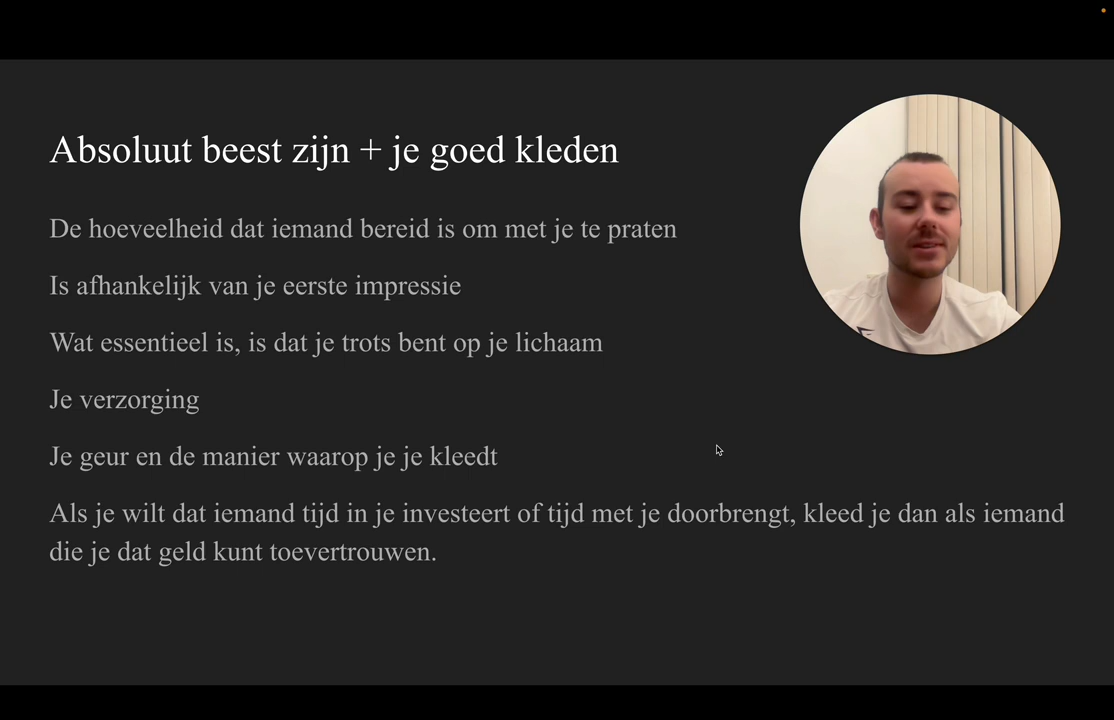 Absoluut beest zijn + je goed kleden
De hoeveelheid dat iemand bereid is om met je te praten
Is afhankelijk van je eerste impressie
Wat essentieel is, is dat je trots bent op je lichaam
Je verzorging
Je geur en de manier waarop je je kleedt
Als je wilt dat iemand tijd in je investeert of tijd met je doorbrengt, kleed je dan als iemand
die je dat geld kunt toevertrouwen.